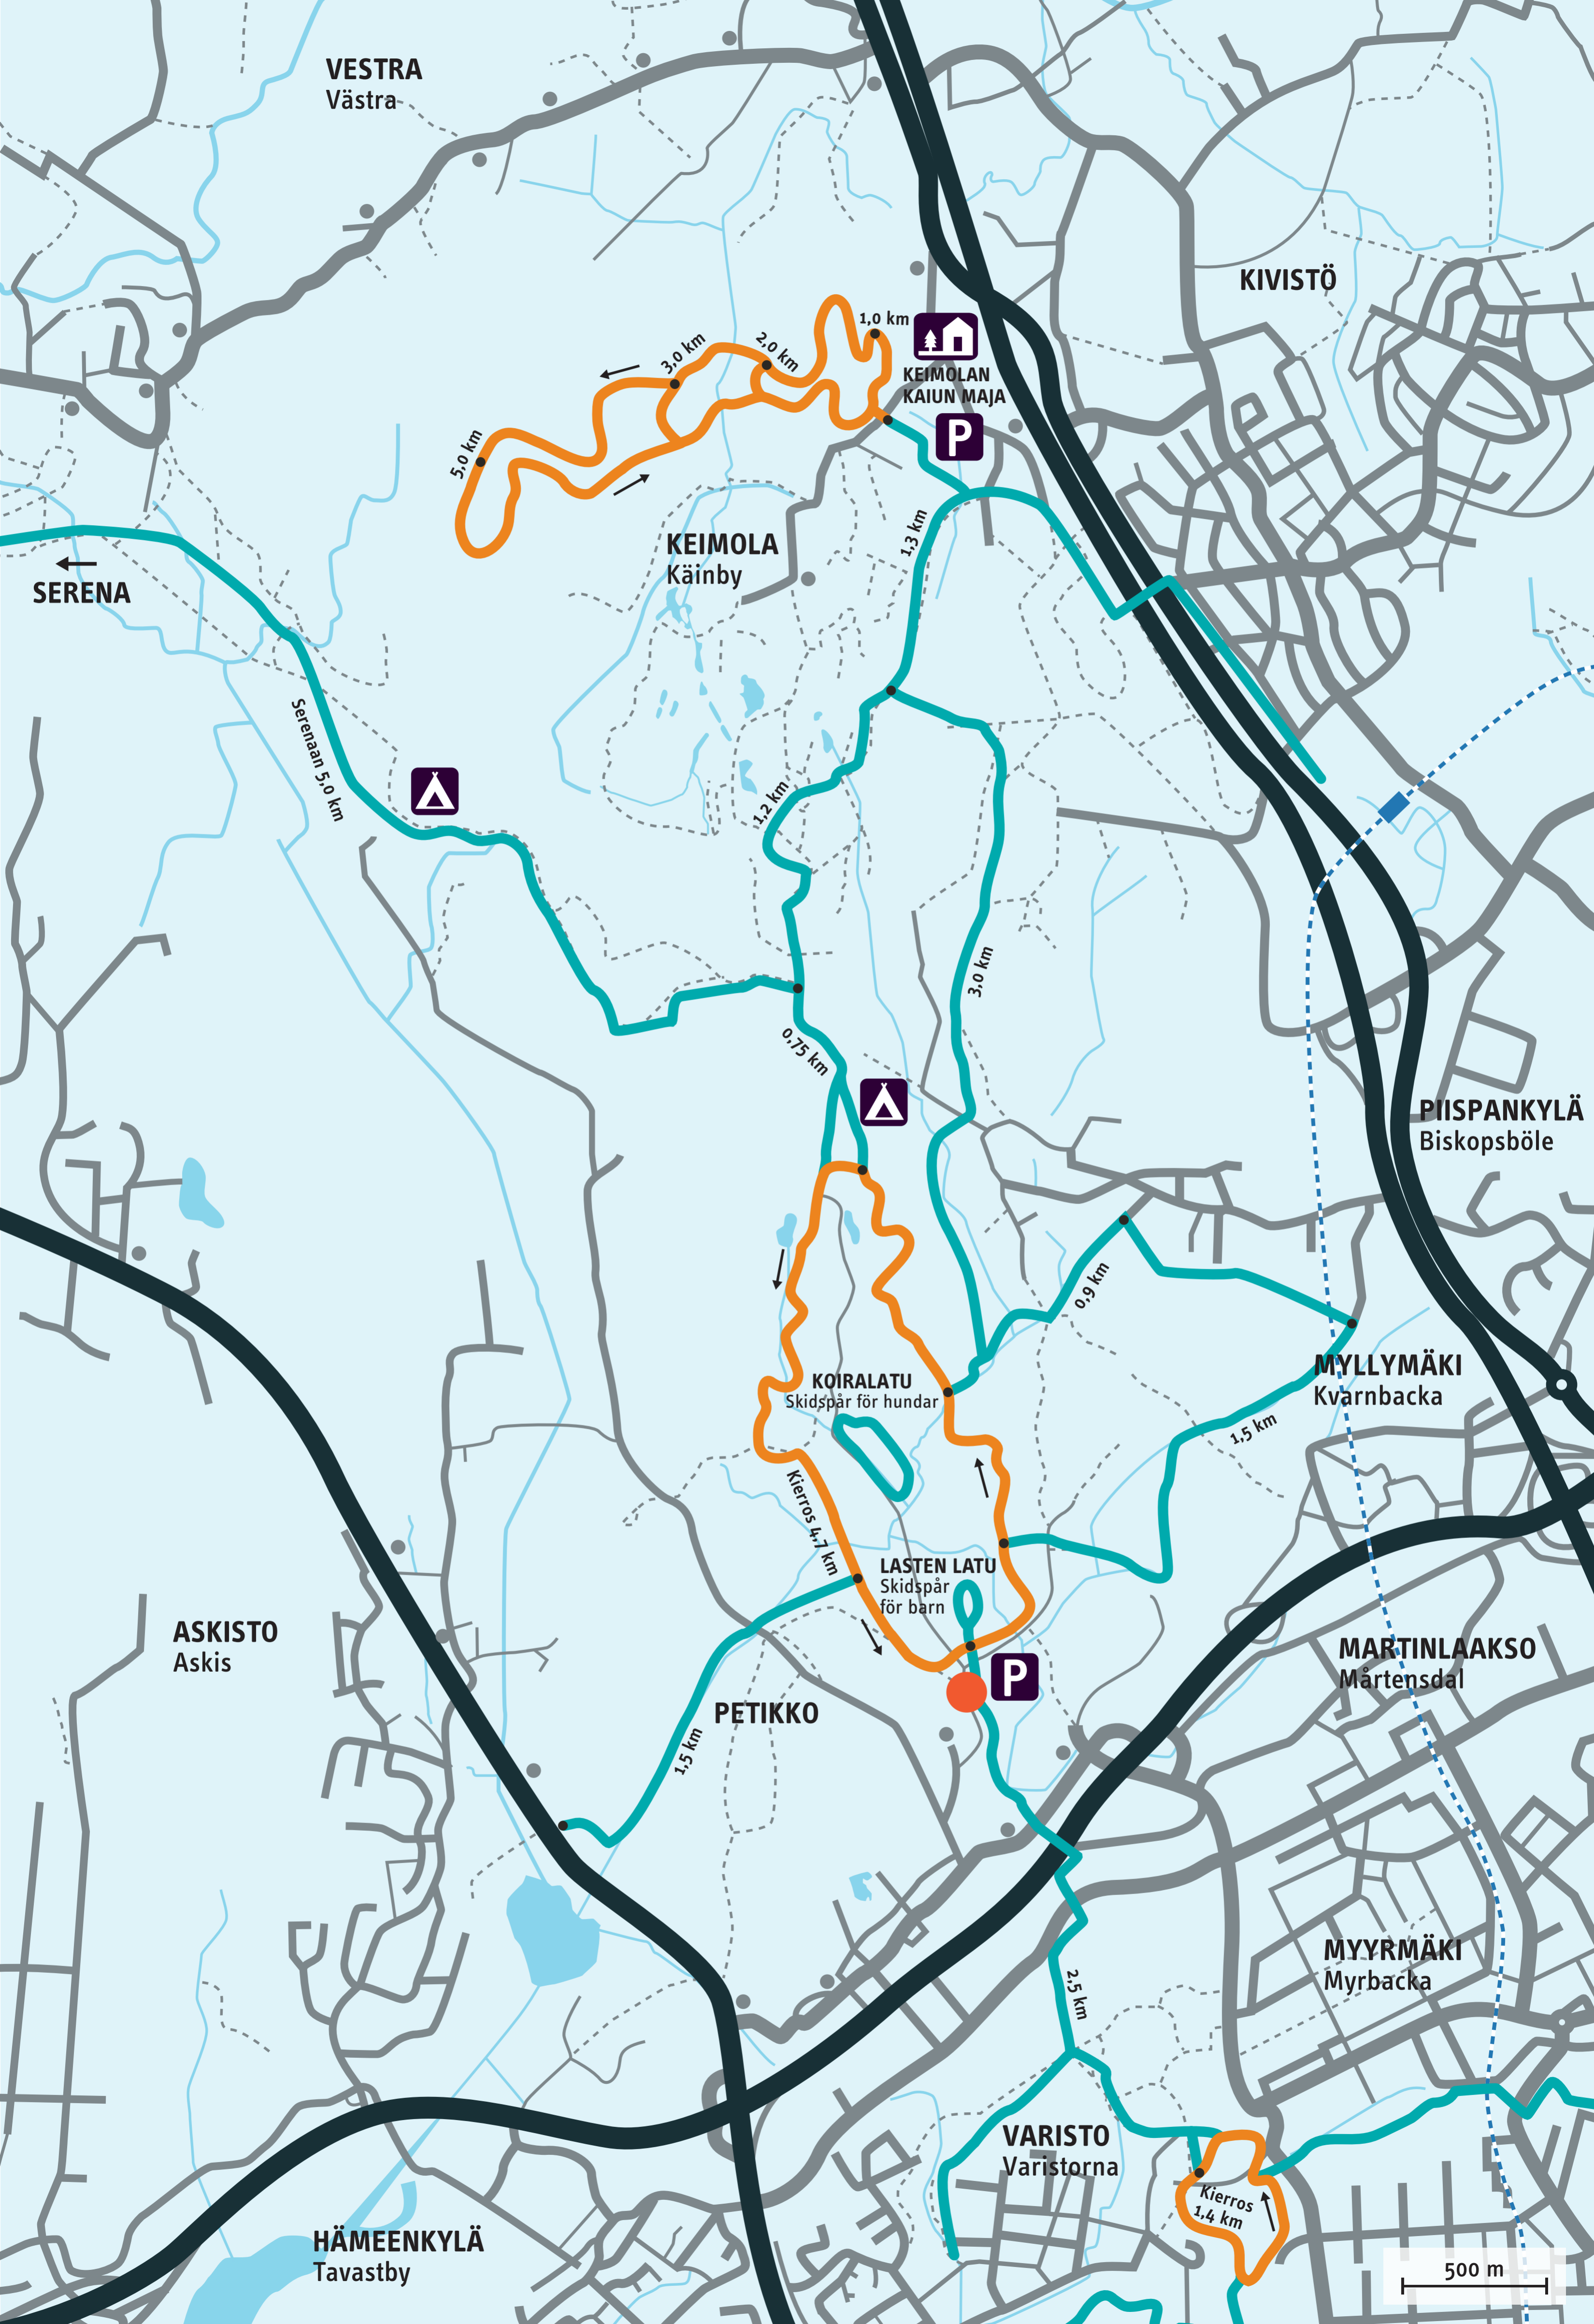 VESTRA
Västra
KIVISTÖ
1,0 km
2,0 km
3,0 km
KEIMOLAN
KAIUN MAJA
P
5,0 km
1,3 km
KEIMOLA
Käinby
SERENA
Serenaan 5,0 km
1,2 km
3,0 km
0,75 km
PIISPANKYLÄ
Biskopsböle
0,9 km
MYLLYMÄKI
Kvarnbacka
KOIRALATU
Skidspår för hundar
1,5 km
Kierros 4,7 km
LASTEN LATU
Skidspår
för barn
ASKISTO
Askis
MARTINLAAKSO
Mårtensdal
P
PETIKKO
1,5 km
MYYRMÄKI
Myrbacka
2,5 km
VARISTO
Varistorna
Kierros
1,4 km
HÄMEENKYLÄ
Tavastby
500 m